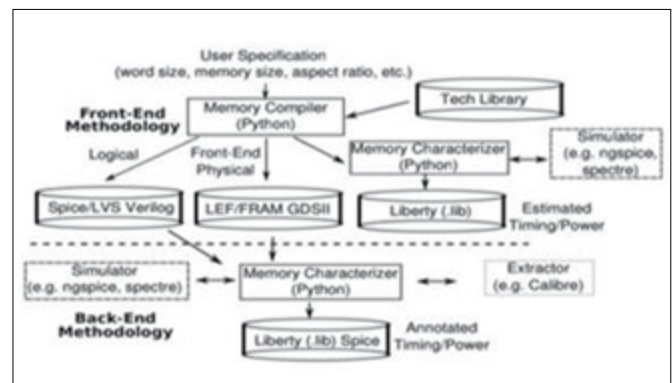 User Specification
(word size, memory size, aspect ratio, etc.)
Front-End
Methodology
Memory Compiler
(Python)
Tech Library
Logical
Front-End
Physical
Memory Characterizer
(Python)
Simulator
(e.g. ngspice,
spectre)
Spice/LVS Verilog
LEF/FRAM GDSII
Liberty (.lib)
Estimated
Timing/Power
Simulator
(e.g. ngspice, spectre)
Memory Characterizer
(Python)
Extractor
(e.g. Calibre)
Back-End
Methodology
Liberty (.lib) Spice
Annotated
Timing/Power